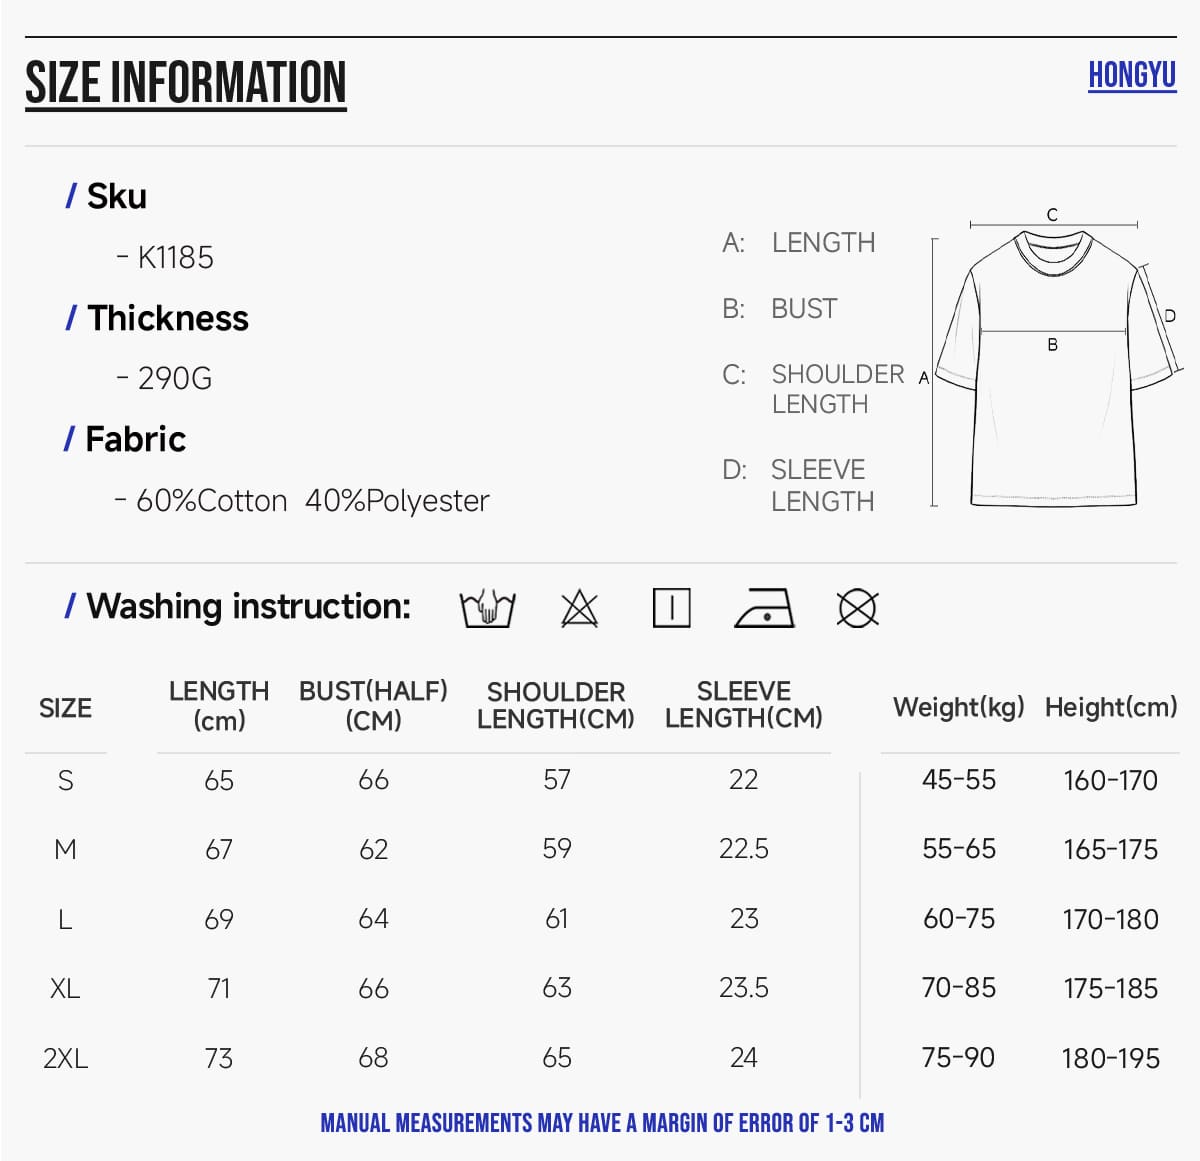 SIZE INFORMATION
HONGYU
/ Sku
- K1185
/ Thickness
- 290G
/ Fabric
- 60%Cotton 40%Polyester
A: LENGTH
B: BUST
C: SHOULDER
LENGTH
D: SLEEVE
LENGTH
C
D
B
A
/ Washing instruction:
SIZE LENGTH (cm) BUST(HALF) (CM) SHOULDER LENGTH(CM) SLEEVE LENGTH(CM) Weight(kg) Height(cm)
S 65 66 57 22 45-55 160-170
M 67 62 59 22.5 55-65 165-175
L 69 64 61 23 60-75 170-180
XL 71 66 63 23.5 70-85 175-185
2XL 73 68 65 24 75-90 180-195
MANUAL MEASUREMENTS MAY HAVE A MARGIN OF ERROR OF 1-3 CM